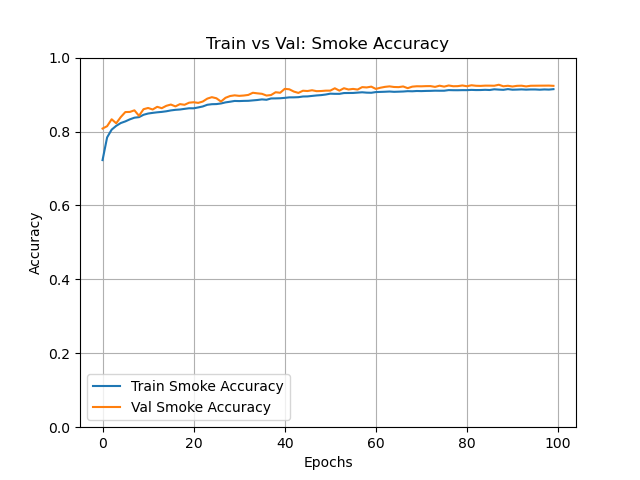 Train vs Val: Smoke Accuracy
1.0
0.8
0.6
0.4
0.2
0.0
Accuracy
Train Smoke Accuracy
Val Smoke Accuracy
0 20 40 60 80 100
Epochs